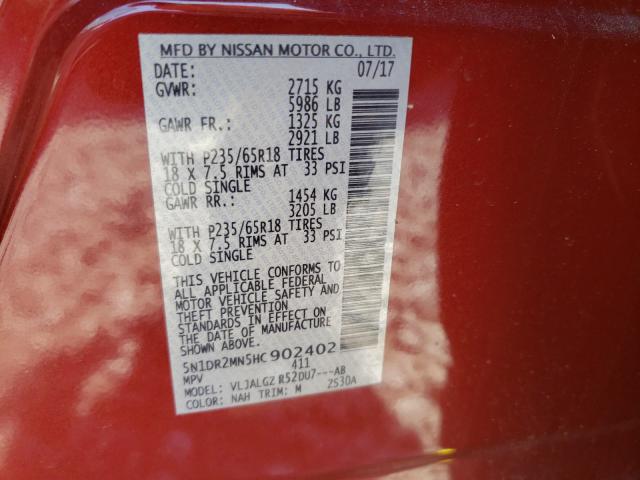 MFD BY NISSAN MOTOR CO., LTD.
DATE: 07/17
GVWR: 2715 KG
5986 LB
GAWR FR.: 1325 KG
2921 LB
WITH P235/65R18 TIRES
18 X 7.5 RIMS AT 33 PSI
COLD SINGLE
GAWR RR.: 1454 KG
3205 LB
WITH P235/65R18 TIRES
18 X 7.5 RIMS AT 33 PSI
COLD SINGLE
THIS VEHICLE CONFORMS TO
ALL APPLICABLE FEDERAL
MOTOR VEHICLE SAFETY AND
THEFT PREVENTION
STANDARDS IN EFFECT ON
THE DATE OF MANUFACTURE
SHOWN ABOVE.
5N1DR2MN5HC902402
MPV 411
MODEL: VLJALGZ R52DU7---AB
COLOR: NAH TRIM: M 2S30A